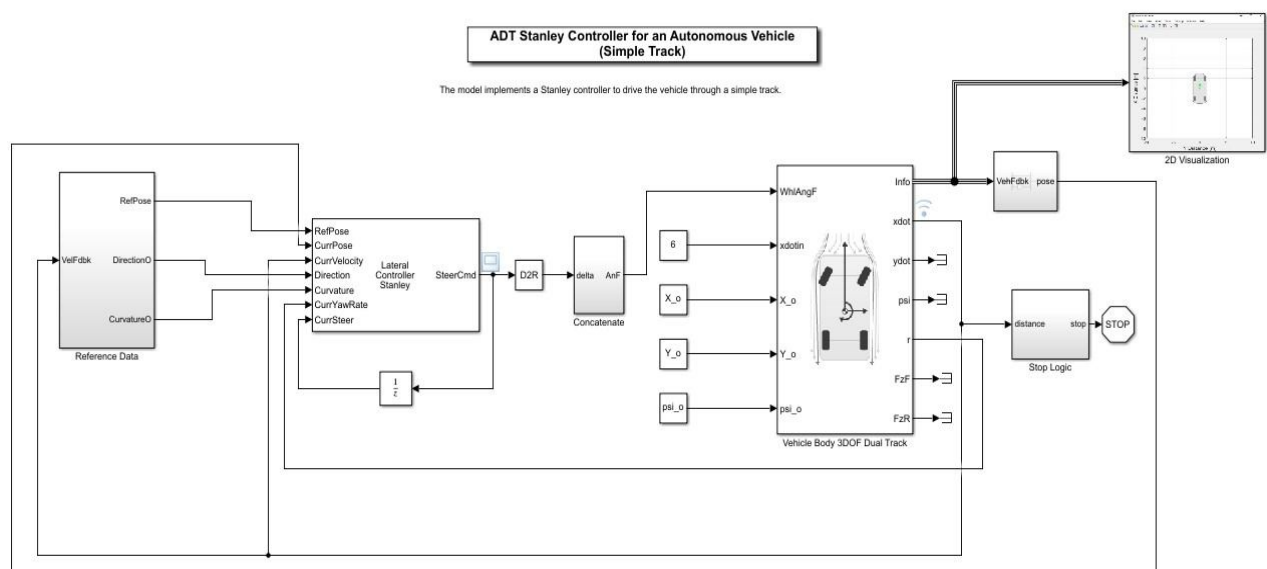 ADT Stanley Controller for an Autonomous Vehicle
(Simple Track)
The model implements a Stanley controller to drive the vehicle through a simple track.
2D Visualization
RefPose
VelFdbk
DirectionO
CurvatureO
Reference Data
RefPose
CurrPose
CurrVelocity
Direction
Curvature
CurrYawRate
CurrSteer
Lateral
Controller
Stanley
SteerCmd
1
z
D2R
delta
AnF
Concatenate
6
X_o
Y_o
psi_o
WhlAngF
xdotin
X_o
Y_o
psi_o
Info
xdot
ydot
psi
r
FzF
FzR
Vehicle Body 3DOF Dual Track
VehFdbk
pose
distance
stop
Stop Logic
STOP